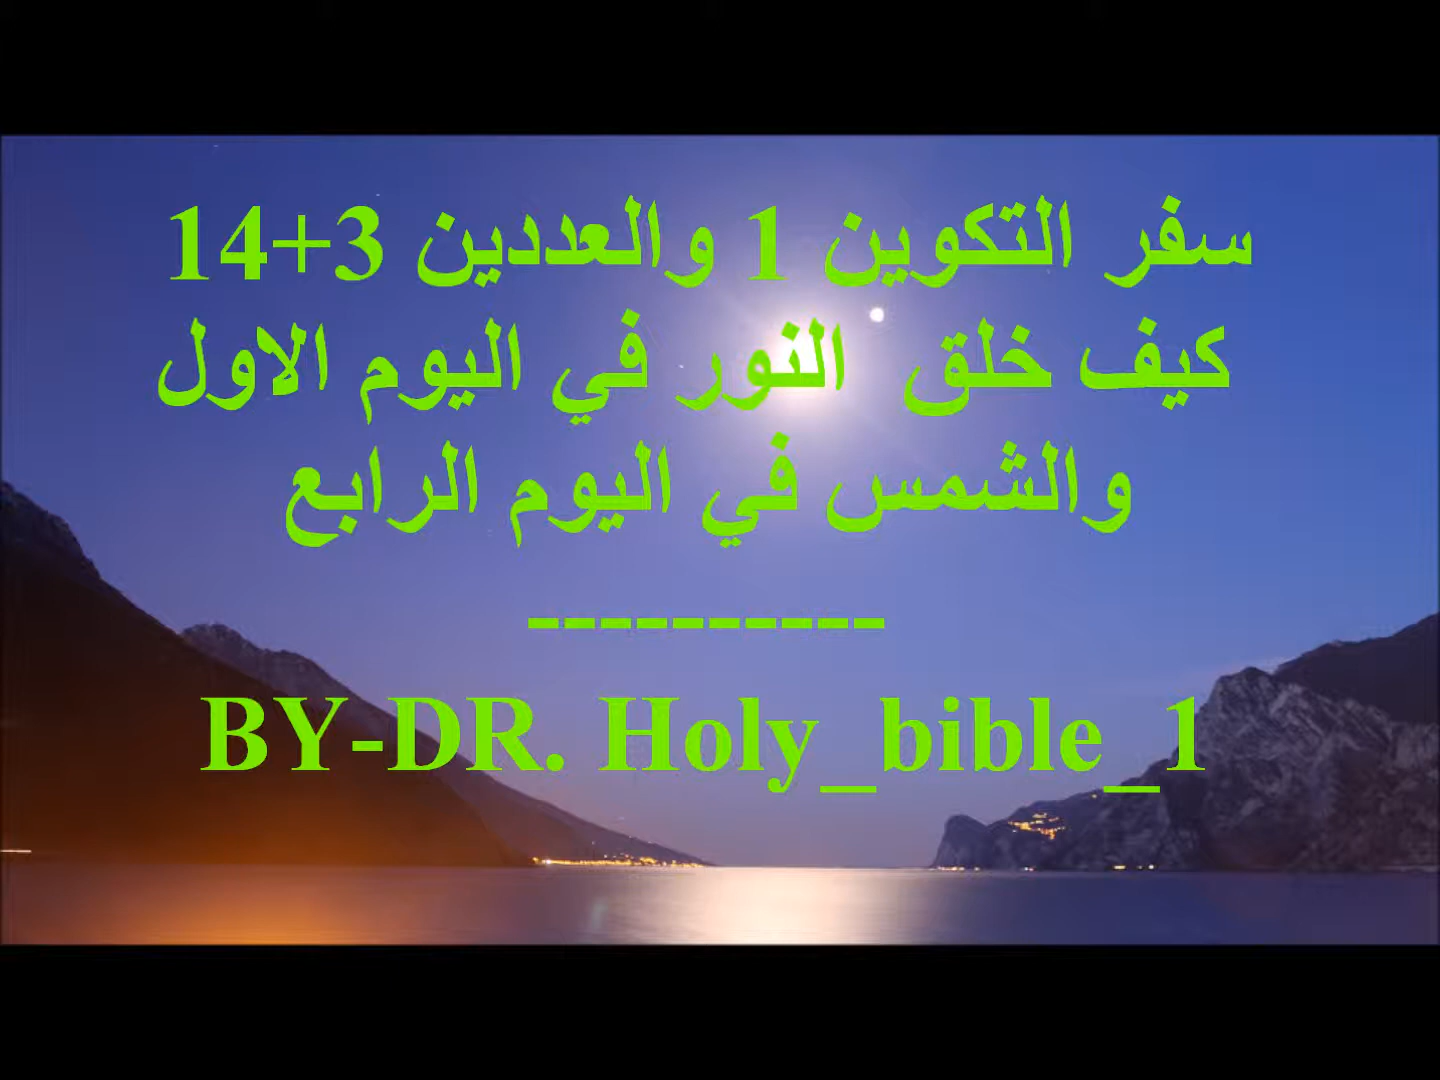 سفر التكوين 1 والعددين 3+14
كيف خلق النور في اليوم الاول
والشمس في اليوم الرابع
----------
BY-DR. Holy_bible_1